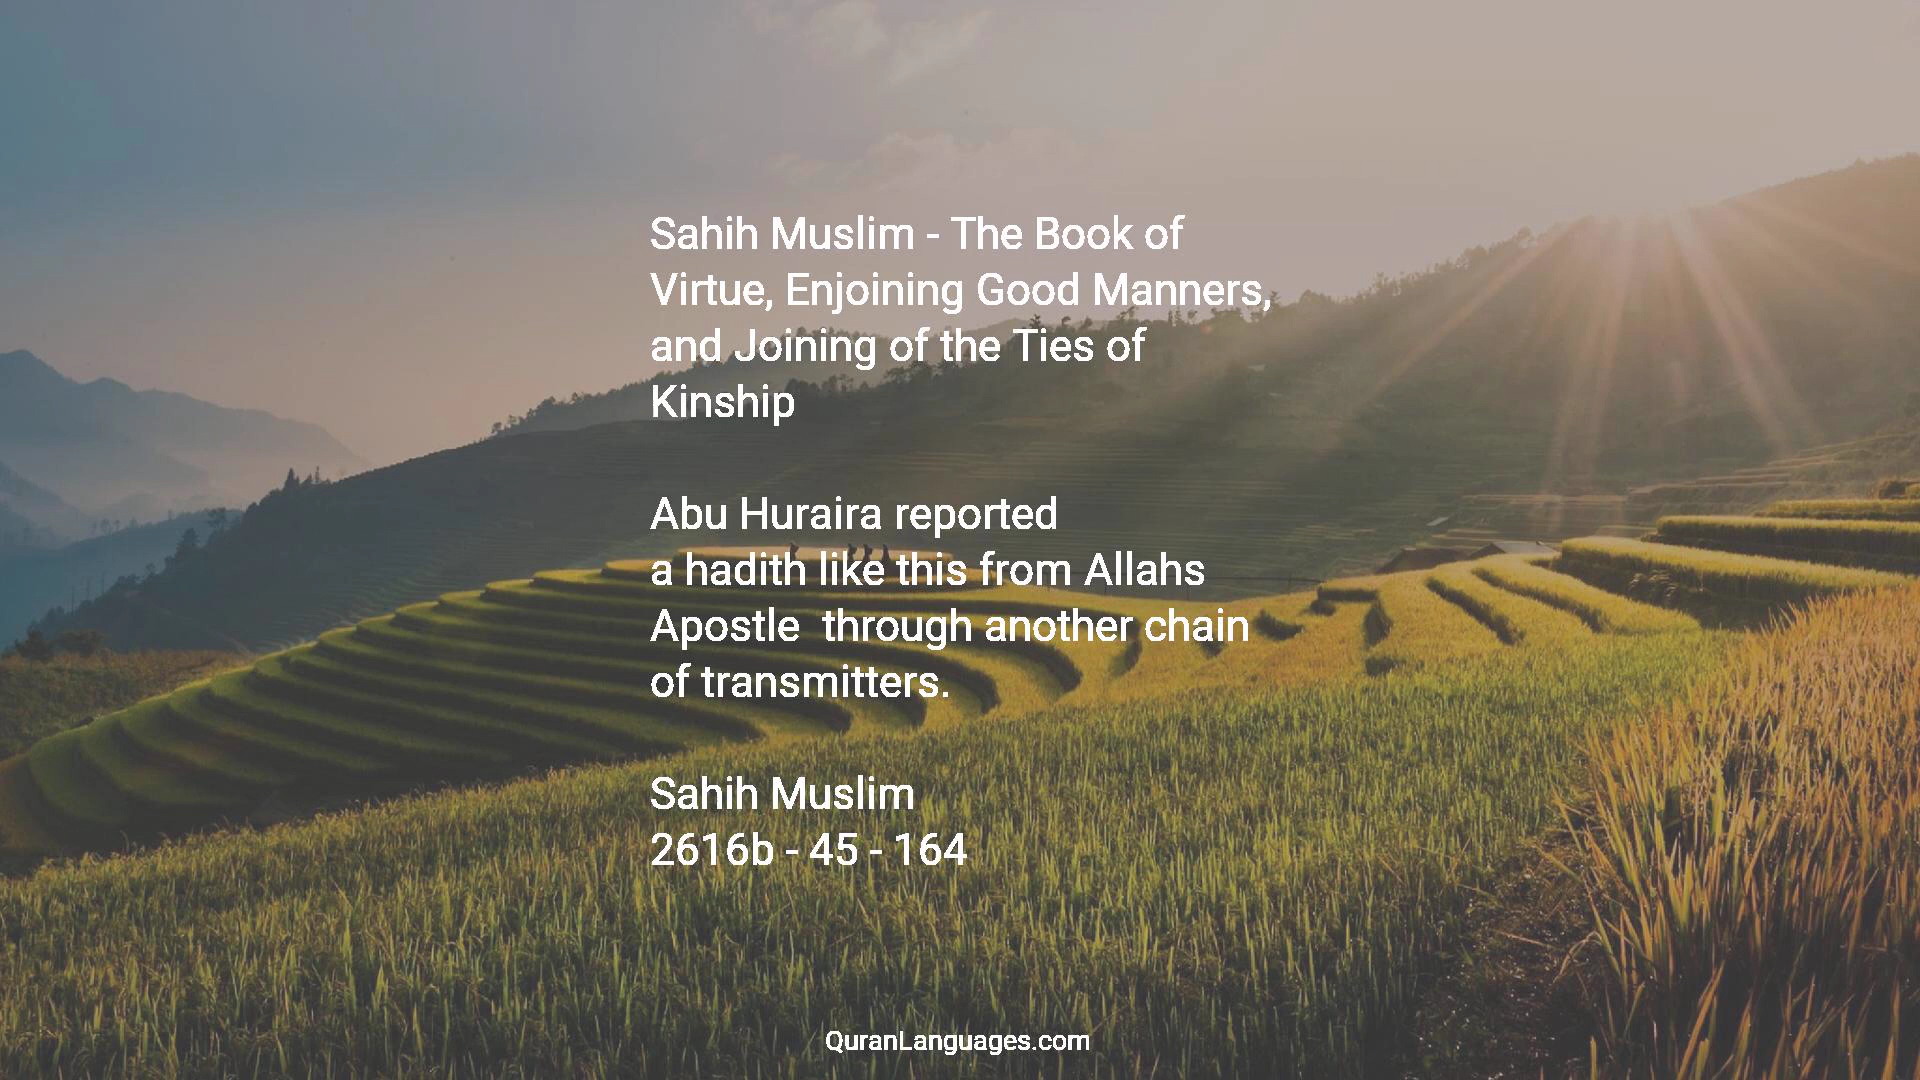 Sahih Muslim - The Book of
Virtue, Enjoining Good Manners,
and Joining of the Ties of
Kinship
Abu Huraira reported
a hadith like this from Allahs
Apostle  through another chain
of transmitters.
Sahih Muslim
2616b - 45 - 164
QuranLanguages.com